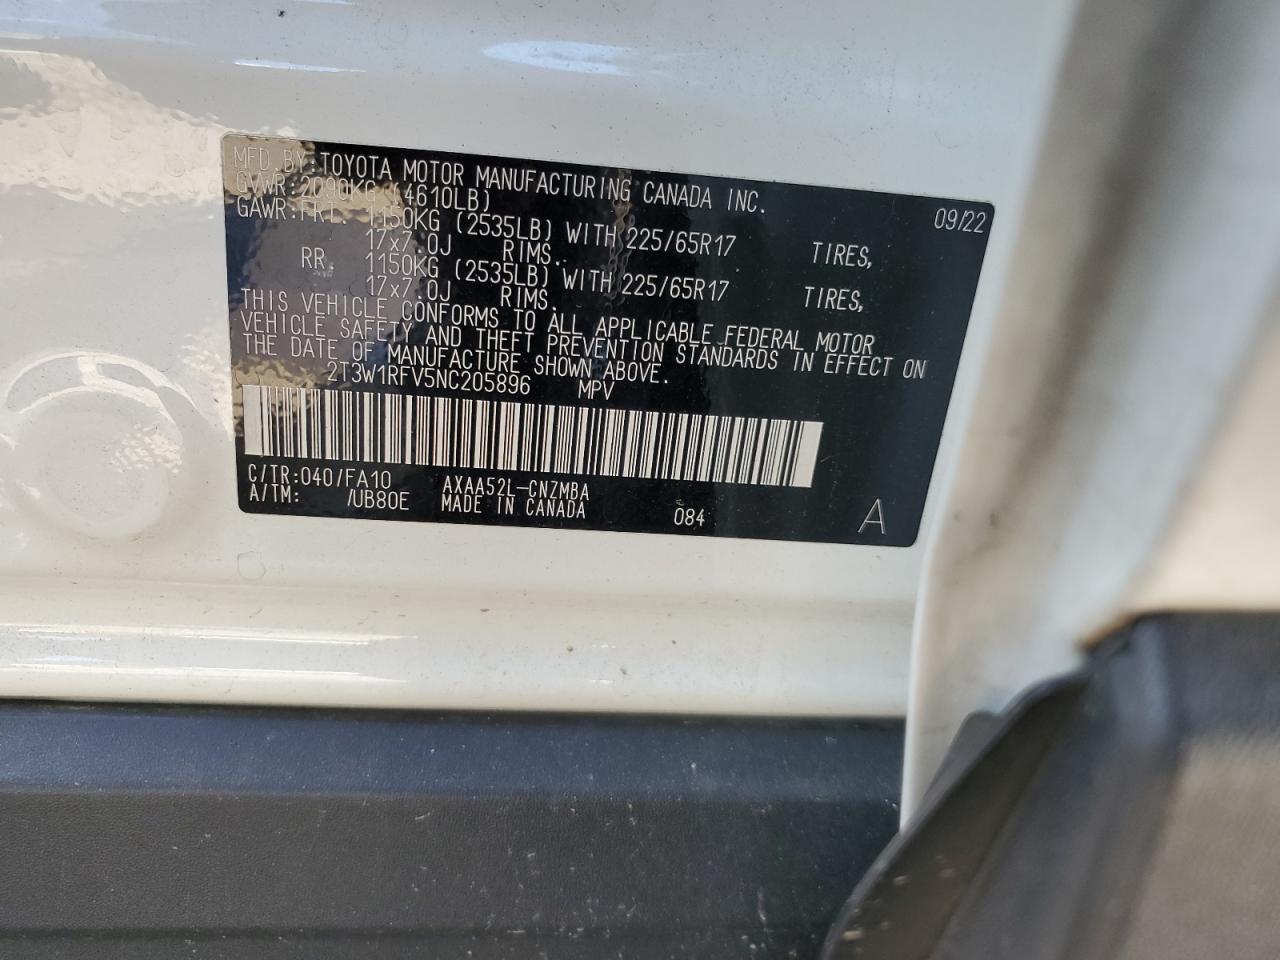 MFD.BY:TOYOTA MOTOR MANUFACTURING CANADA INC.
GVWR:2090KG (4610LB) 09/22
GAWR:FRT. 1150KG (2535LB) WITH 225/65R17 TIRES,
17x7.0J RIMS.
RR. 1150KG (2535LB) WITH 225/65R17 TIRES,
17x7.0J RIMS.
THIS VEHICLE CONFORMS TO ALL APPLICABLE FEDERAL MOTOR
VEHICLE SAFETY AND THEFT PREVENTION STANDARDS IN EFFECT ON
THE DATE OF MANUFACTURE SHOWN ABOVE.
2T3W1RFV5NC205896 MPV
C/TR:040/FA10 AXAA52L-CNZMBA
A/TM: /UB80E MADE IN CANADA 084 A